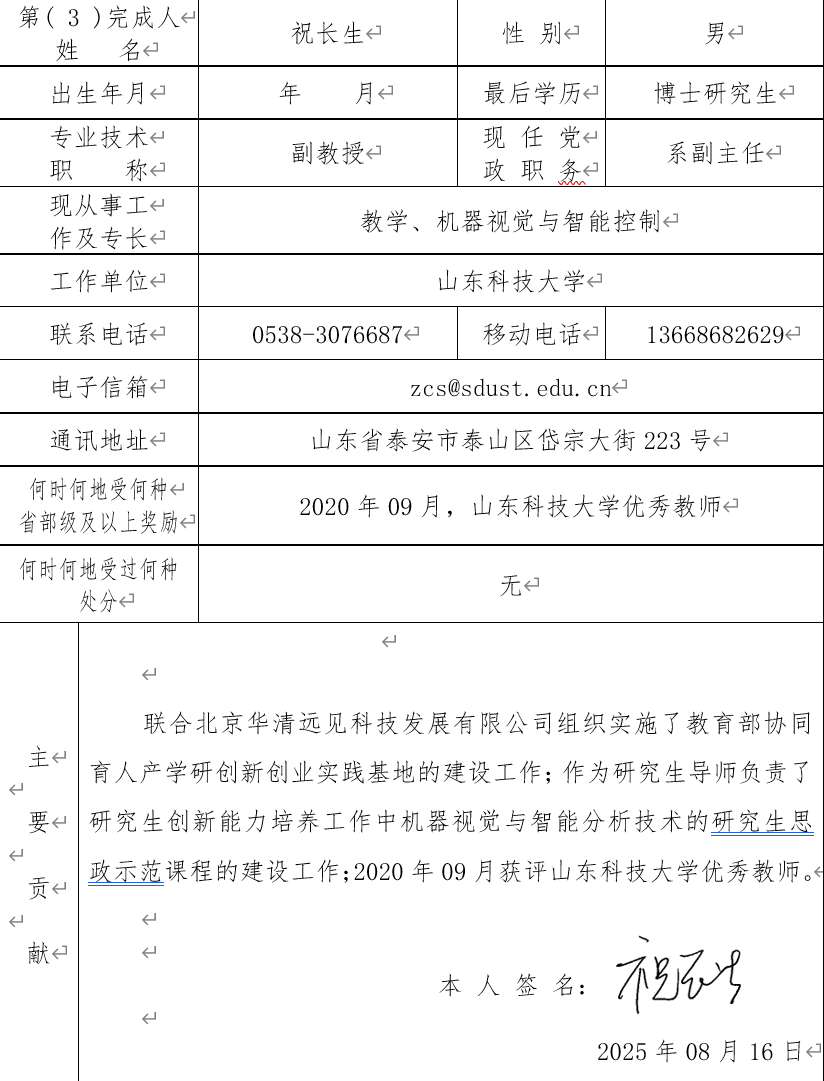 第( 3 )完成人 祝长生 性 别 男
姓 名
出生年月 年 月 最后学历 博士研究生
专业技术 副教授 现 任 党 系副主任
职 称 政 职 务
现从事工 教学、机器视觉与智能控制
作及专长
工作单位 山东科技大学
联系电话 0538-3076687 移动电话 13668682629
电子信箱 zcs@sdust.edu.cn
通讯地址 山东省泰安市泰山区岱宗大街 223 号
何时何地受何种 2020 年 09 月，山东科技大学优秀教师
省部级及以上奖励
何时何地受过何种 无
处分
主
要
贡
献
联合北京华清远见科技发展有限公司组织实施了教育部协同
育人产学研创新创业实践基地的建设工作；作为研究生导师负责了
研究生创新能力培养工作中机器视觉与智能分析技术的研究生思
政示范课程的建设工作；2020 年 09 月获评山东科技大学优秀教师。
本 人 签 名： 祝长生
2025 年 08 月 16 日